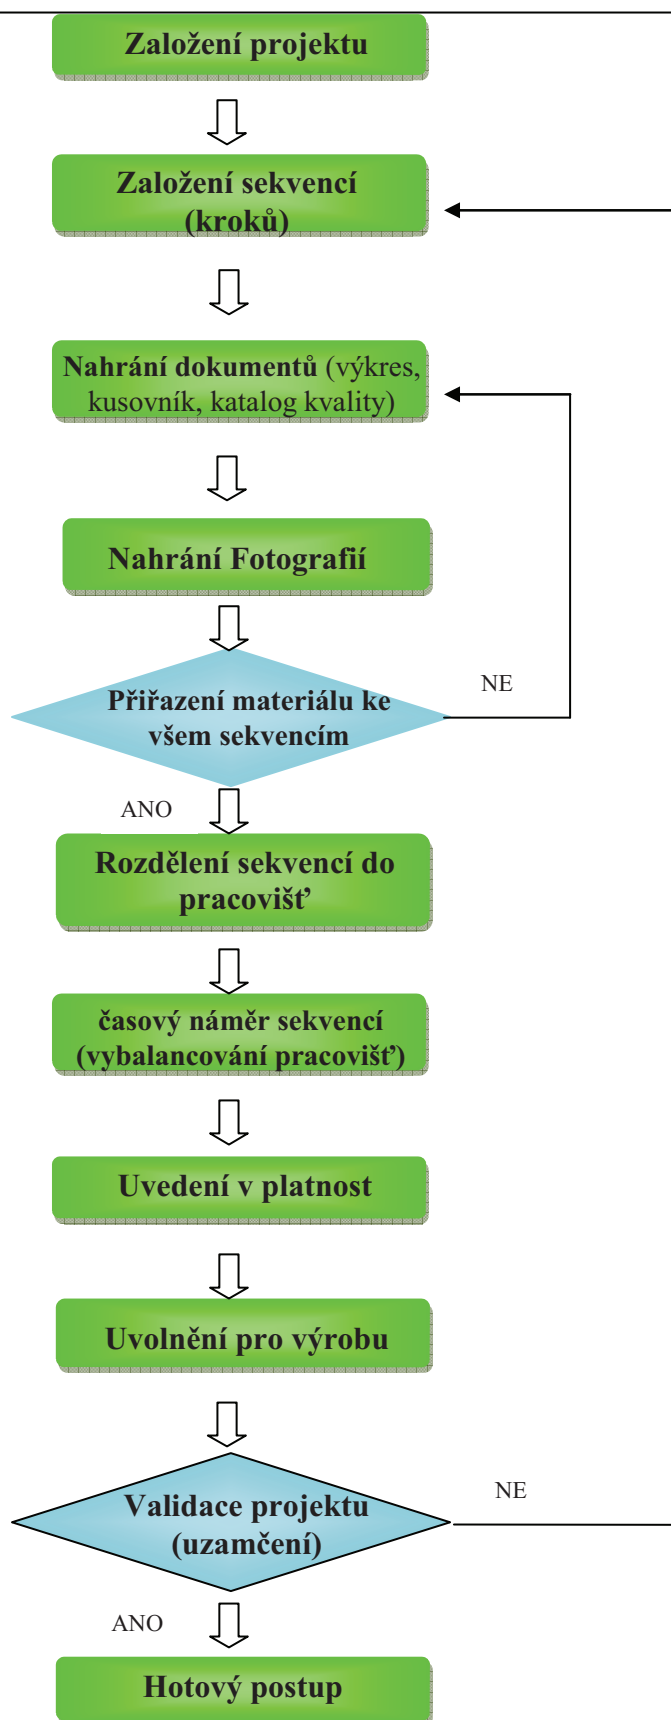 Založení projektu
Založení sekvencí
(kroků)
Nahrání dokumentů (výkres,
kusovník, katalog kvality)
Nahrání Fotografií
Přiřazení materiálu ke
všem sekvencím
NE
ANO
Rozdělení sekvencí do
pracovišť
časový náměr sekvencí
(vybalancování pracovišť)
Uvedení v platnost
Uvolnění pro výrobu
Validace projektu
(uzamčení)
NE
ANO
Hotový postup